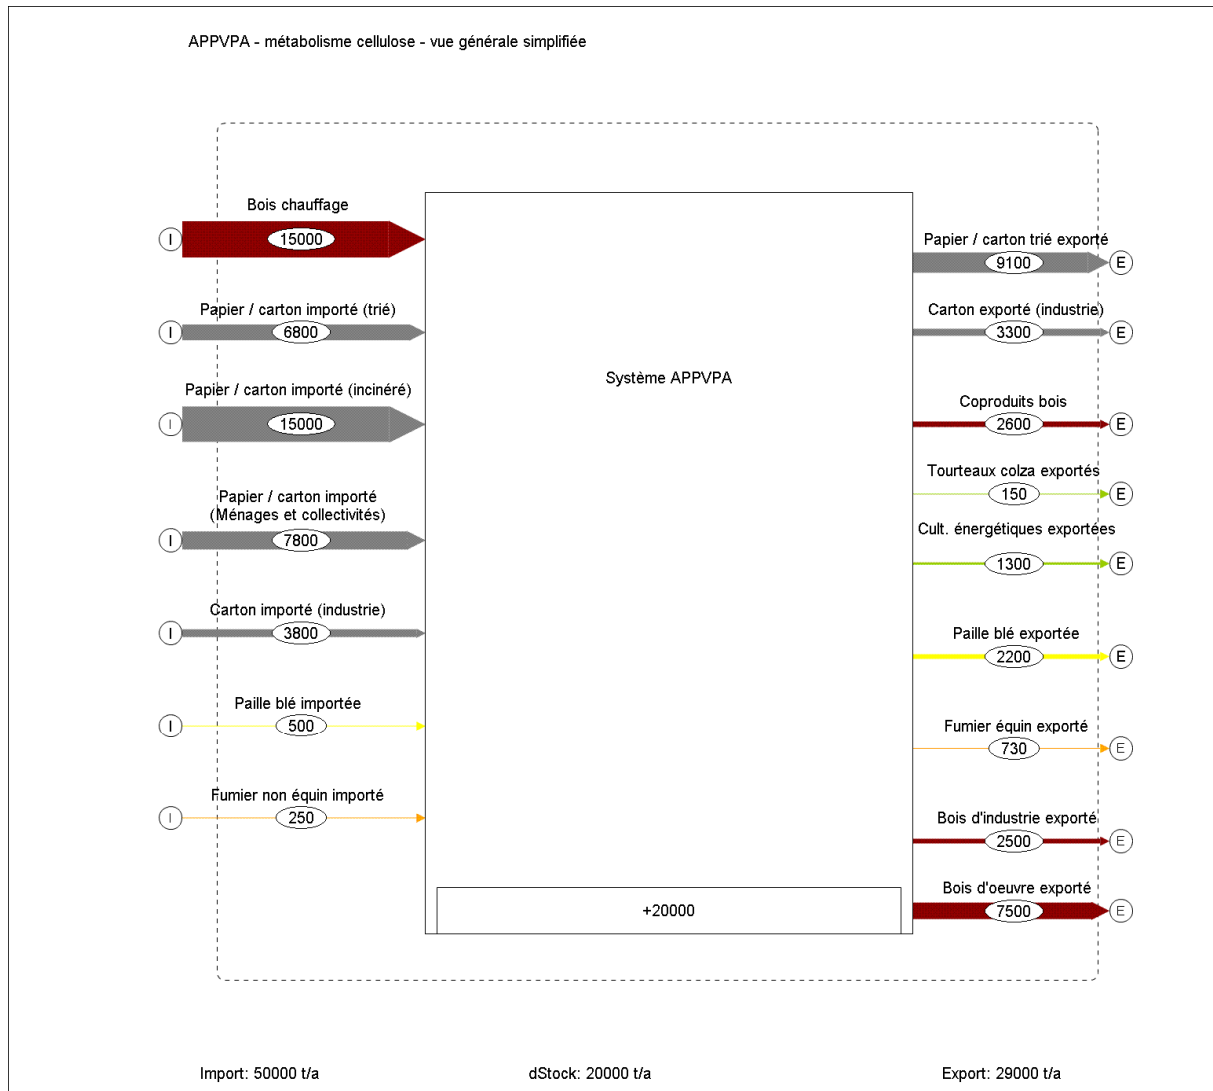 APPVPA - métabolisme cellulose - vue générale simplifiée
Bois chauffage
I
15000
Papier / carton importé (trié)
I
6800
Papier / carton importé (incinéré)
I
15000
Papier / carton importé
(Ménages et collectivités)
I
7800
Carton importé (industrie)
I
3800
Paille blé importée
I
500
Fumier non équin importé
I
250
Système APPVPA
+20000
Papier / carton trié exporté
9100
E
Carton exporté (industrie)
3300
E
Coproduits bois
2600
E
Tourteaux colza exportés
150
E
Cult. énergétiques exportées
1300
E
Paille blé exportée
2200
E
Fumier équin exporté
730
E
Bois d'industrie exporté
2500
E
Bois d'oeuvre exporté
7500
E
Import: 50000 t/a
dStock: 20000 t/a
Export: 29000 t/a